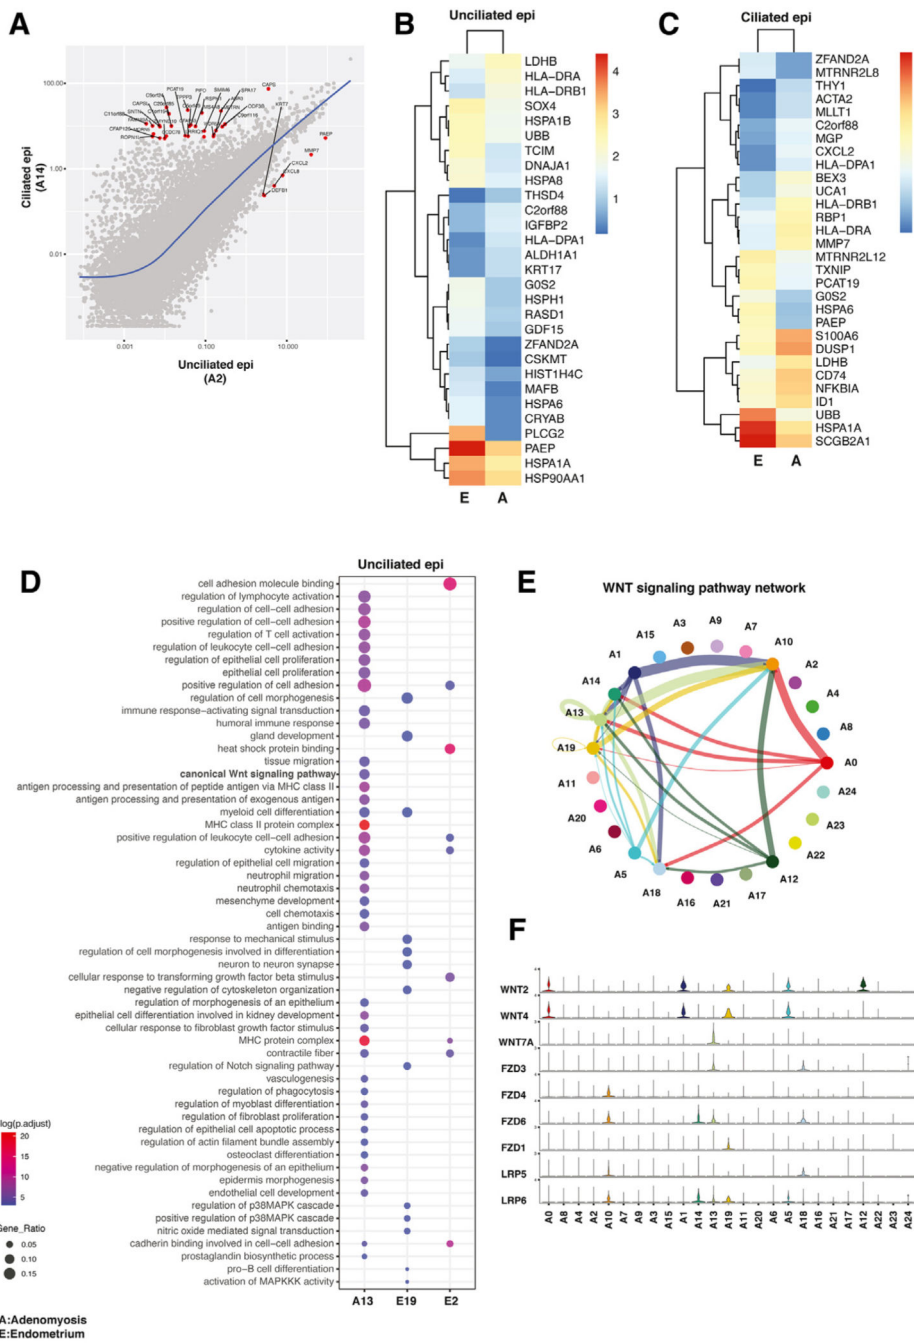 A
Ciliated epi
(A14)
100.00
1.00
0.01
0.001
0.100
10.000
Unciliated epi
(A2)
CAPS
KRT7
PAEP
MMP7
CXCL2
CXCL8
DEFB1
PCAT19
B
Unciliated epi
LDHB
HLA−DRA
HLA−DRB1
SOX4
HSPA1B
UBB
TCIM
DNAJA1
HSPA8
THSD4
C2orf88
IGFBP2
HLA−DPA1
ALDH1A1
KRT17
G0S2
HSPH1
RASD1
GDF15
ZFAND2A
CSKMT
HIST1H4C
MAFB
HSPA6
CRYAB
PLCG2
PAEP
HSPA1A
HSP90AA1
E A
4
3
2
1
C
Ciliated epi
ZFAND2A
MTRNR2L8
THY1
ACTA2
MLLT1
C2orf88
MGP
CXCL2
HLA−DPA1
BEX3
UCA1
HLA−DRB1
RBP1
HLA−DRA
MMP7
MTRNR2L12
TXNIP
PCAT19
G0S2
HSPA6
PAEP
S100A6
DUSP1
LDHB
CD74
NFKBIA
ID1
UBB
HSPA1A
SCGB2A1
E A
D
Unciliated epi
cell adhesion molecule binding
regulation of lymphocyte activation
regulation of cell−cell adhesion
positive regulation of cell−cell adhesion
regulation of T cell activation
regulation of leukocyte cell−cell adhesion
regulation of epithelial cell proliferation
epithelial cell proliferation
positive regulation of cell adhesion
regulation of cell morphogenesis
immune response−activating signal transduction
humoral immune response
gland development
heat shock protein binding
tissue migration
canonical Wnt signaling pathway
antigen processing and presentation of peptide antigen via MHC class II
antigen processing and presentation of exogenous antigen
myeloid cell differentiation
MHC class II protein complex
positive regulation of leukocyte cell−cell adhesion
cytokine activity
regulation of epithelial cell migration
neutrophil migration
neutrophil chemotaxis
mesenchyme development
cell chemotaxis
antigen binding
response to mechanical stimulus
regulation of cell morphogenesis involved in differentiation
neuron to neuron synapse
cellular response to transforming growth factor beta stimulus
negative regulation of cytoskeleton organization
regulation of morphogenesis of an epithelium
epithelial cell differentiation involved in kidney development
cellular response to fibroblast growth factor stimulus
MHC protein complex
contractile fiber
regulation of Notch signaling pathway
vasculogenesis
regulation of phagocytosis
regulation of myoblast differentiation
regulation of fibroblast proliferation
regulation of epithelial cell apoptotic process
regulation of actin filament bundle assembly
osteoclast differentiation
negative regulation of morphogenesis of an epithelium
epidermis morphogenesis
endothelial cell development
regulation of p38MAPK cascade
positive regulation of p38MAPK cascade
nitric oxide mediated signal transduction
cadherin binding involved in cell−cell adhesion
prostaglandin biosynthetic process
pro−B cell differentiation
activation of MAPKKK activity
A13 E19 E2
log(p.adjust)
20
15
10
5
Gene_Ratio
0.05
0.10
0.15
A:Adenomyosis
E:Endometrium
E
WNT signaling pathway network
A10
A2
A4
A8
A0
A24
A23
A22
A12
A17
A21
A16
A18
A5
A6
A20
A11
A19
A13
A14
A1
A15
A3
A9
A7
F
WNT2
WNT4
WNT7A
FZD3
FZD4
FZD6
FZD1
LRP5
LRP6
A0 A8 A4 A2 A10 A7 A9 A3 A15 A1 A14 A13 A19 A11 A20 A6 A5 A18 A16 A21 A17 A12 A22 A23 A24